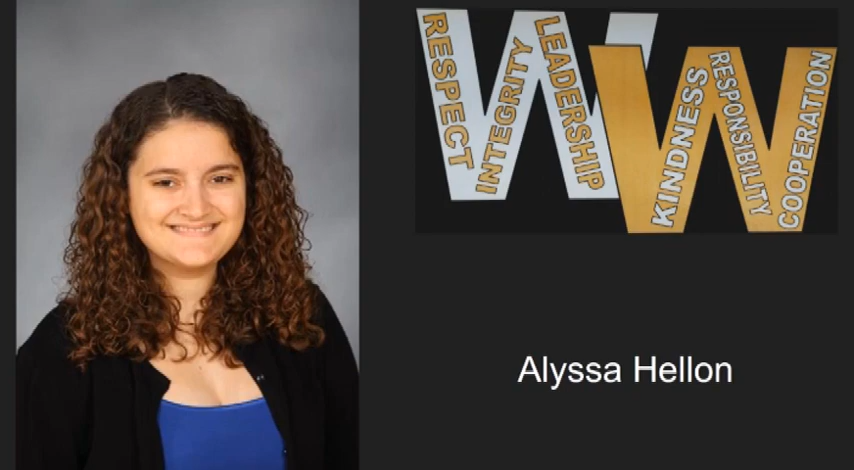 RESPECT
INTEGRITY
LEADERSHIP
KINDNESS
RESPONSIBILITY
COOPERATION
Alyssa Hellon